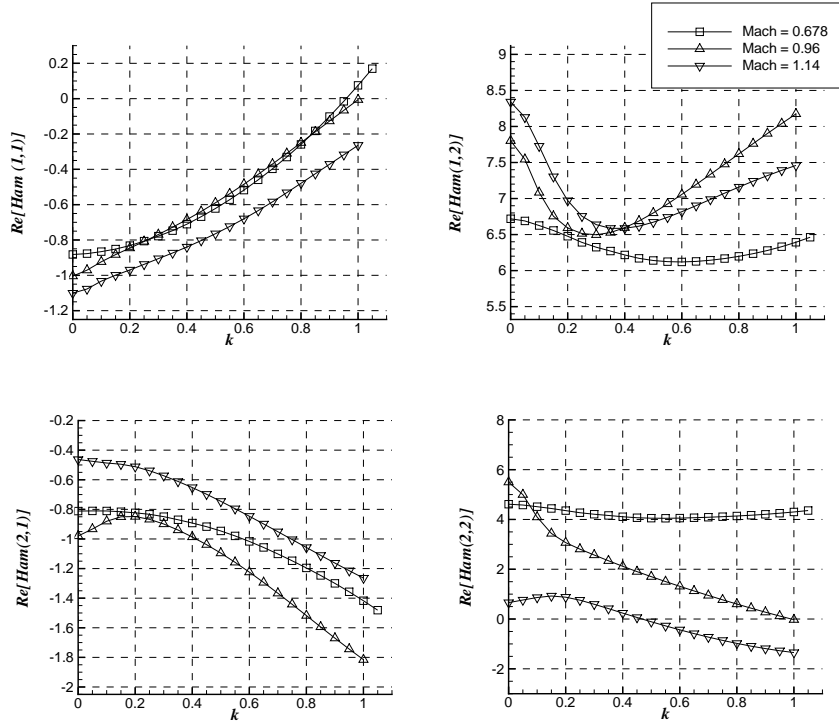 Mach = 0.678
Mach = 0.96
Mach = 1.14
Re[Ham (1,1)]
0.2
0
-0.2
-0.4
-0.6
-0.8
-1
-1.2
0 0.2 0.4 0.6 0.8 1
k
Re[Ham(1,2)]
9
8.5
8
7.5
7
6.5
6
5.5
0 0.2 0.4 0.6 0.8 1
k
Re[Ham(2,1)]
-0.2
-0.4
-0.6
-0.8
-1
-1.2
-1.4
-1.6
-1.8
-2
0 0.2 0.4 0.6 0.8 1
k
Re[Ham(2,2)]
8
6
4
2
0
-2
0 0.2 0.4 0.6 0.8 1
k